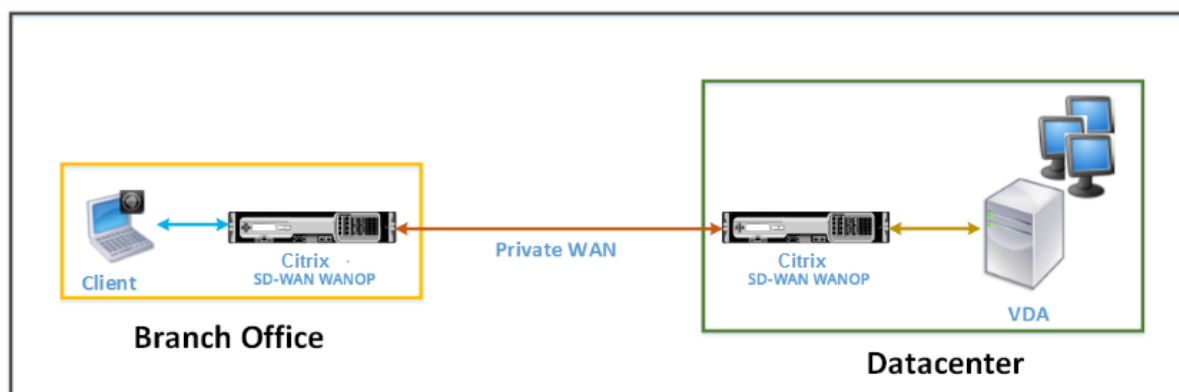 Client
Citrix
SD-WAN WANOP
Branch Office
Private WAN
Citrix
SD-WAN WANOP
VDA
Datacenter